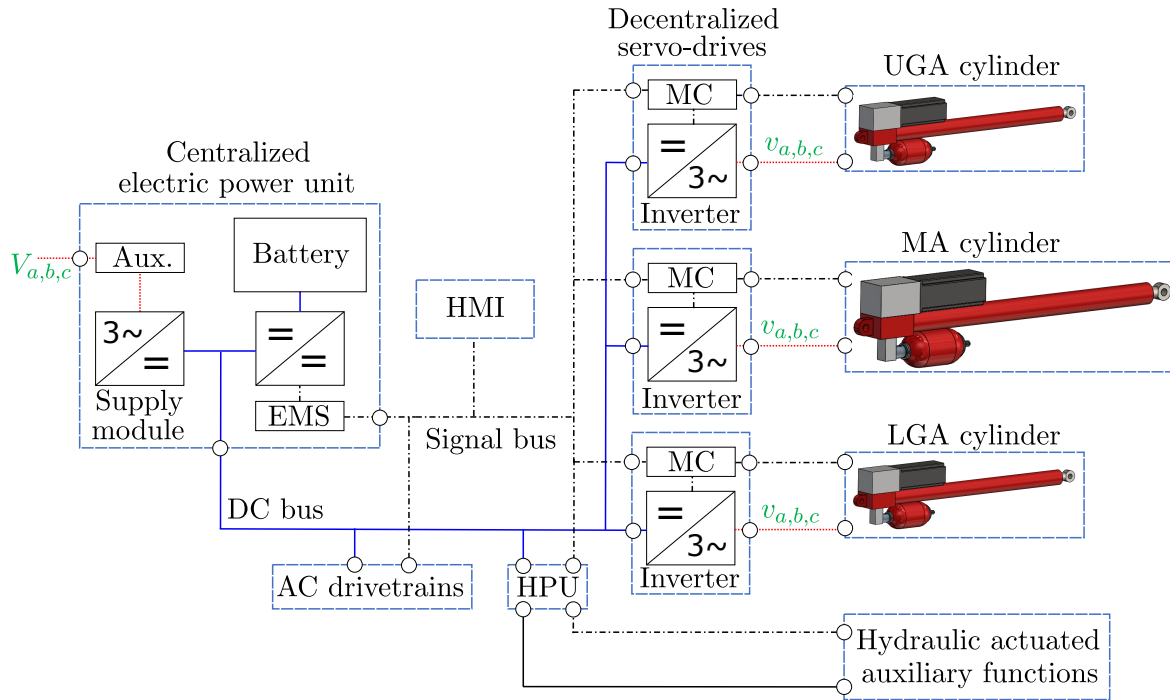 Decentralized
servo-drives
UGA cylinder
MC
v_{a,b,c}
=
3~
Inverter
Centralized
electric power unit
V_{a,b,c}
Aux.
Battery
3~
=
=
=
Supply
module
EMS
HMI
Signal bus
DC bus
MA cylinder
MC
v_{a,b,c}
=
3~
Inverter
LGA cylinder
MC
v_{a,b,c}
=
3~
Inverter
AC drivetrains
HPU
Hydraulic actuated
auxiliary functions